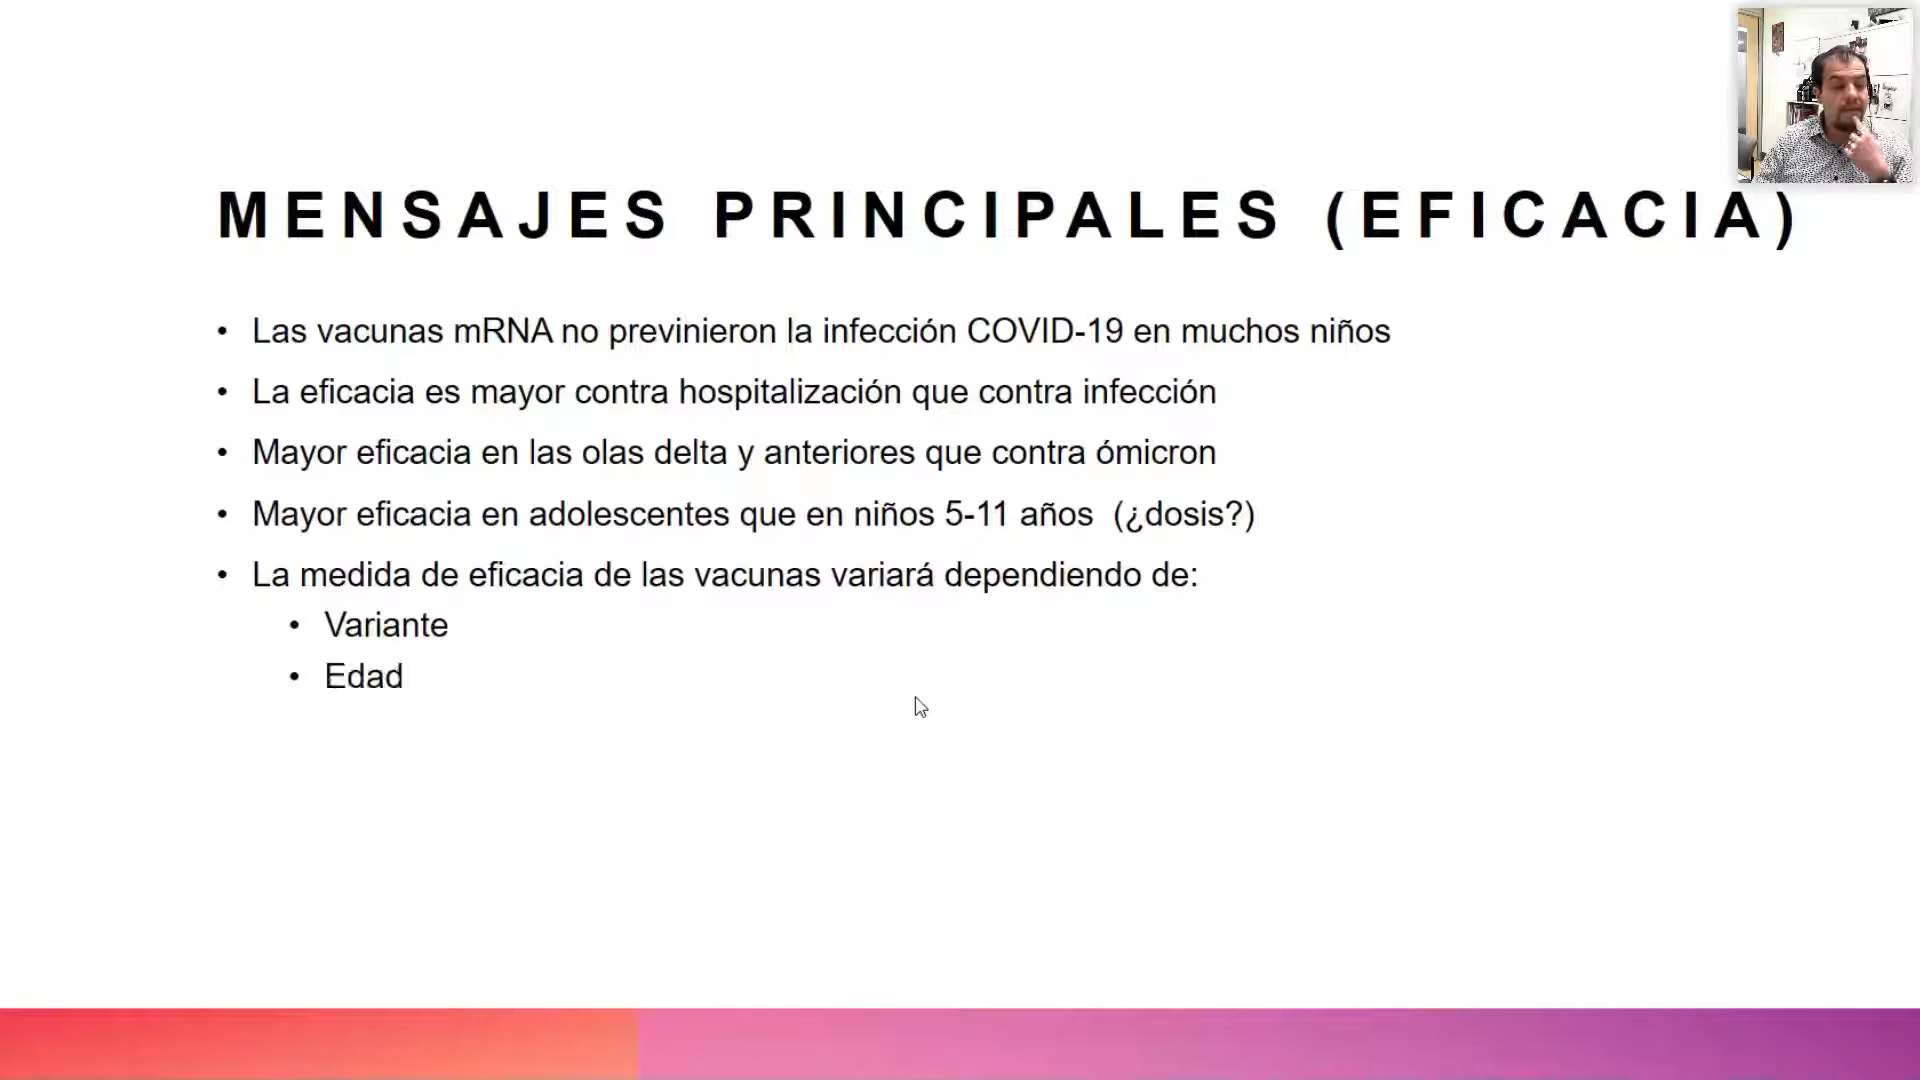 MENSAJES PRINCIPALES (EFICACIA)
• Las vacunas mRNA no previnieron la infección COVID-19 en muchos niños
• La eficacia es mayor contra hospitalización que contra infección
• Mayor eficacia en las olas delta y anteriores que contra ómicron
• Mayor eficacia en adolescentes que en niños 5-11 años (¿dosis?)
• La medida de eficacia de las vacunas variará dependiendo de:
• Variante
• Edad